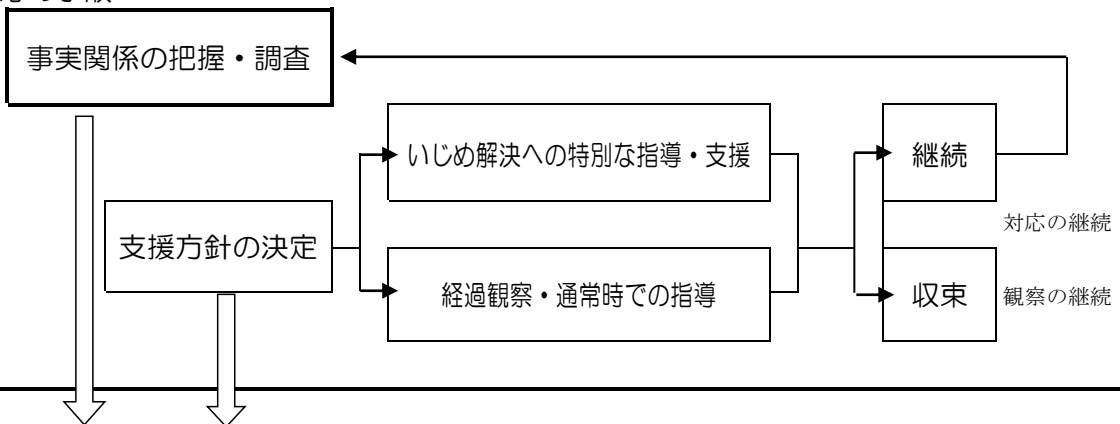 事実関係の把握・調査
いじめ解決への特別な指導・支援
継続
対応の継続
支援方針の決定
経過観察・通常時での指導
収束
観察の継続